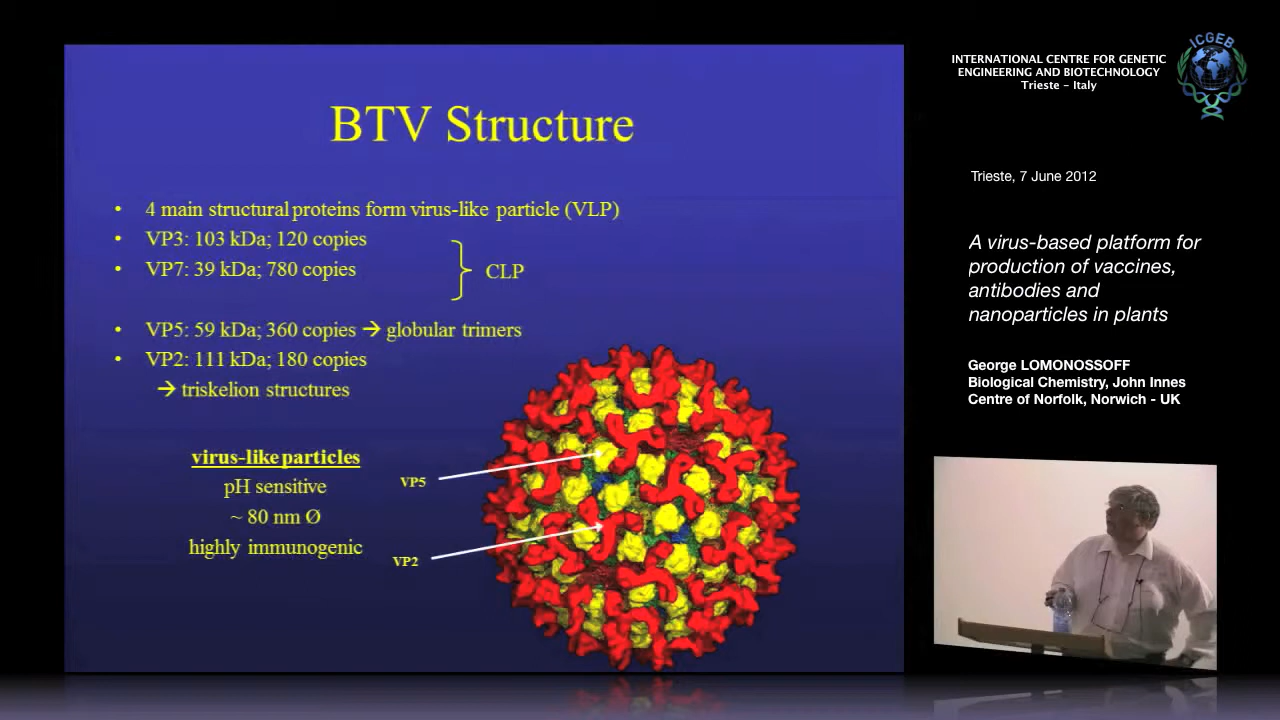 BTV Structure
• 4 main structural proteins form virus-like particle (VLP)
• VP3: 103 kDa; 120 copies
• VP7: 39 kDa; 780 copies
CLP
• VP5: 59 kDa; 360 copies → globular trimers
• VP2: 111 kDa; 180 copies
→ triskelion structures
virus-like particles
pH sensitive
~ 80 nm Ø
highly immunogenic
VP5
VP2
INTERNATIONAL CENTRE FOR GENETIC
ENGINEERING AND BIOTECHNOLOGY
Trieste – Italy
ICGEB
Trieste, 7 June 2012
A virus-based platform for
production of vaccines,
antibodies and
nanoparticles in plants
George LOMONOSSOFF
Biological Chemistry, John Innes
Centre of Norfolk, Norwich - UK